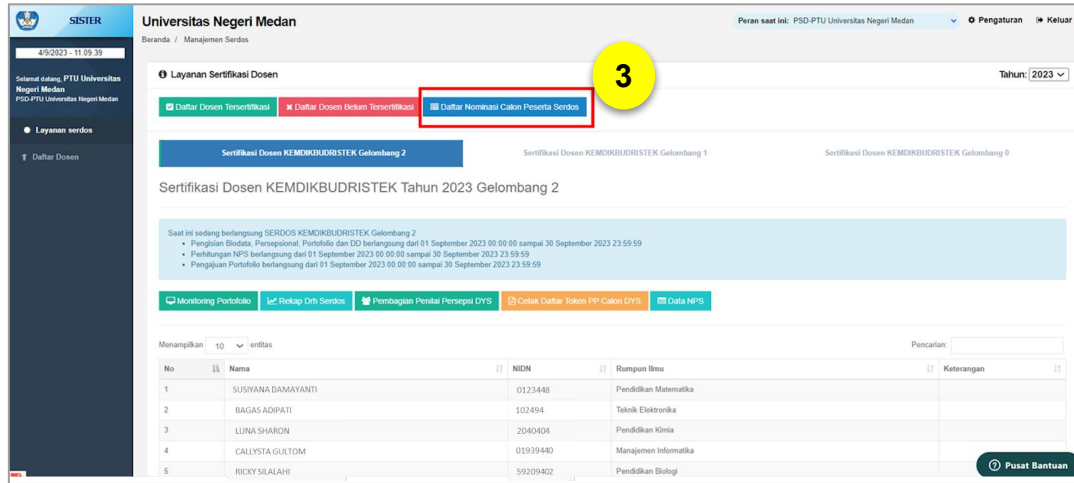 SISTER
4/9/2023 - 11.09.39
Selamat datang, PTU Universitas
Negeri Medan
PSD-PTU Universitas Negeri Medan
Layanan serdos
Daftar Dosen
Universitas Negeri Medan
Peran saat ini: PSD-PTU Universitas Negeri Medan
Pengaturan
Keluar
Beranda / Manajemen Serdos
Layanan Sertifikasi Dosen
Tahun: 2023
3
Daftar Dosen Tersertifikasi
Daftar Dosen Belum Tersertifikasi
Daftar Nominasi Calon Peserta Serdos
Sertifikasi Dosen KEMDIKBUDRISTEK Gelombang 2
Sertifikasi Dosen KEMDIKBUDRISTEK Gelombang 1
Sertifikasi Dosen KEMDIKBUDRISTEK Gelombang 0
Sertifikasi Dosen KEMDIKBUDRISTEK Tahun 2023 Gelombang 2
Saat ini sedang berlangsung SERDOS KEMDIKBUDRISTEK Gelombang 2
• Pengisian Biodata, Persepsional, Portofolio dan DD berlangsung dari 01 September 2023 00:00:00 sampai 30 September 2023 23:59:59
• Perhitungan NPS berlangsung dari 01 September 2023 00:00:00 sampai 30 September 2023 23:59:59
• Pengajuan Portofolio berlangsung dari 01 September 2023 00:00:00 sampai 30 September 2023 23:59:59
Monitoring Portofolio
Rekap Drh Serdos
Pembagian Penilai Persepsi DYS
Cetak Daftar Token PP Calon DYS
Data NPS
Menampilkan 10 entitas
Pencarian:
No Nama NIDN Rumpun Ilmu Keterangan
1 SUSIYANA DAMAYANTI 0123448 Pendidikan Matematika
2 BAGAS ADIPATI 102494 Teknik Elektronika
3 LUNA SHARON 2040404 Pendidikan Kimia
4 CALLYSTA GULTOM 01939440 Manajemen Informatika
5 RICKY SILALAHI 59209402 Pendidikan Biologi
Pusat Bantuan